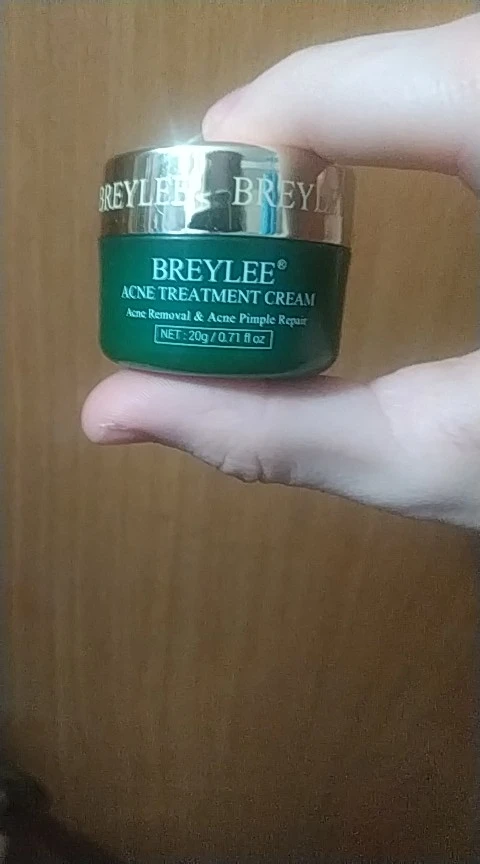 BREYLEE BREYL
BREYLEE®
ACNE TREATMENT CREAM
Acne Removal & Acne Pimple Repair
NET : 20g / 0.71 fl oz